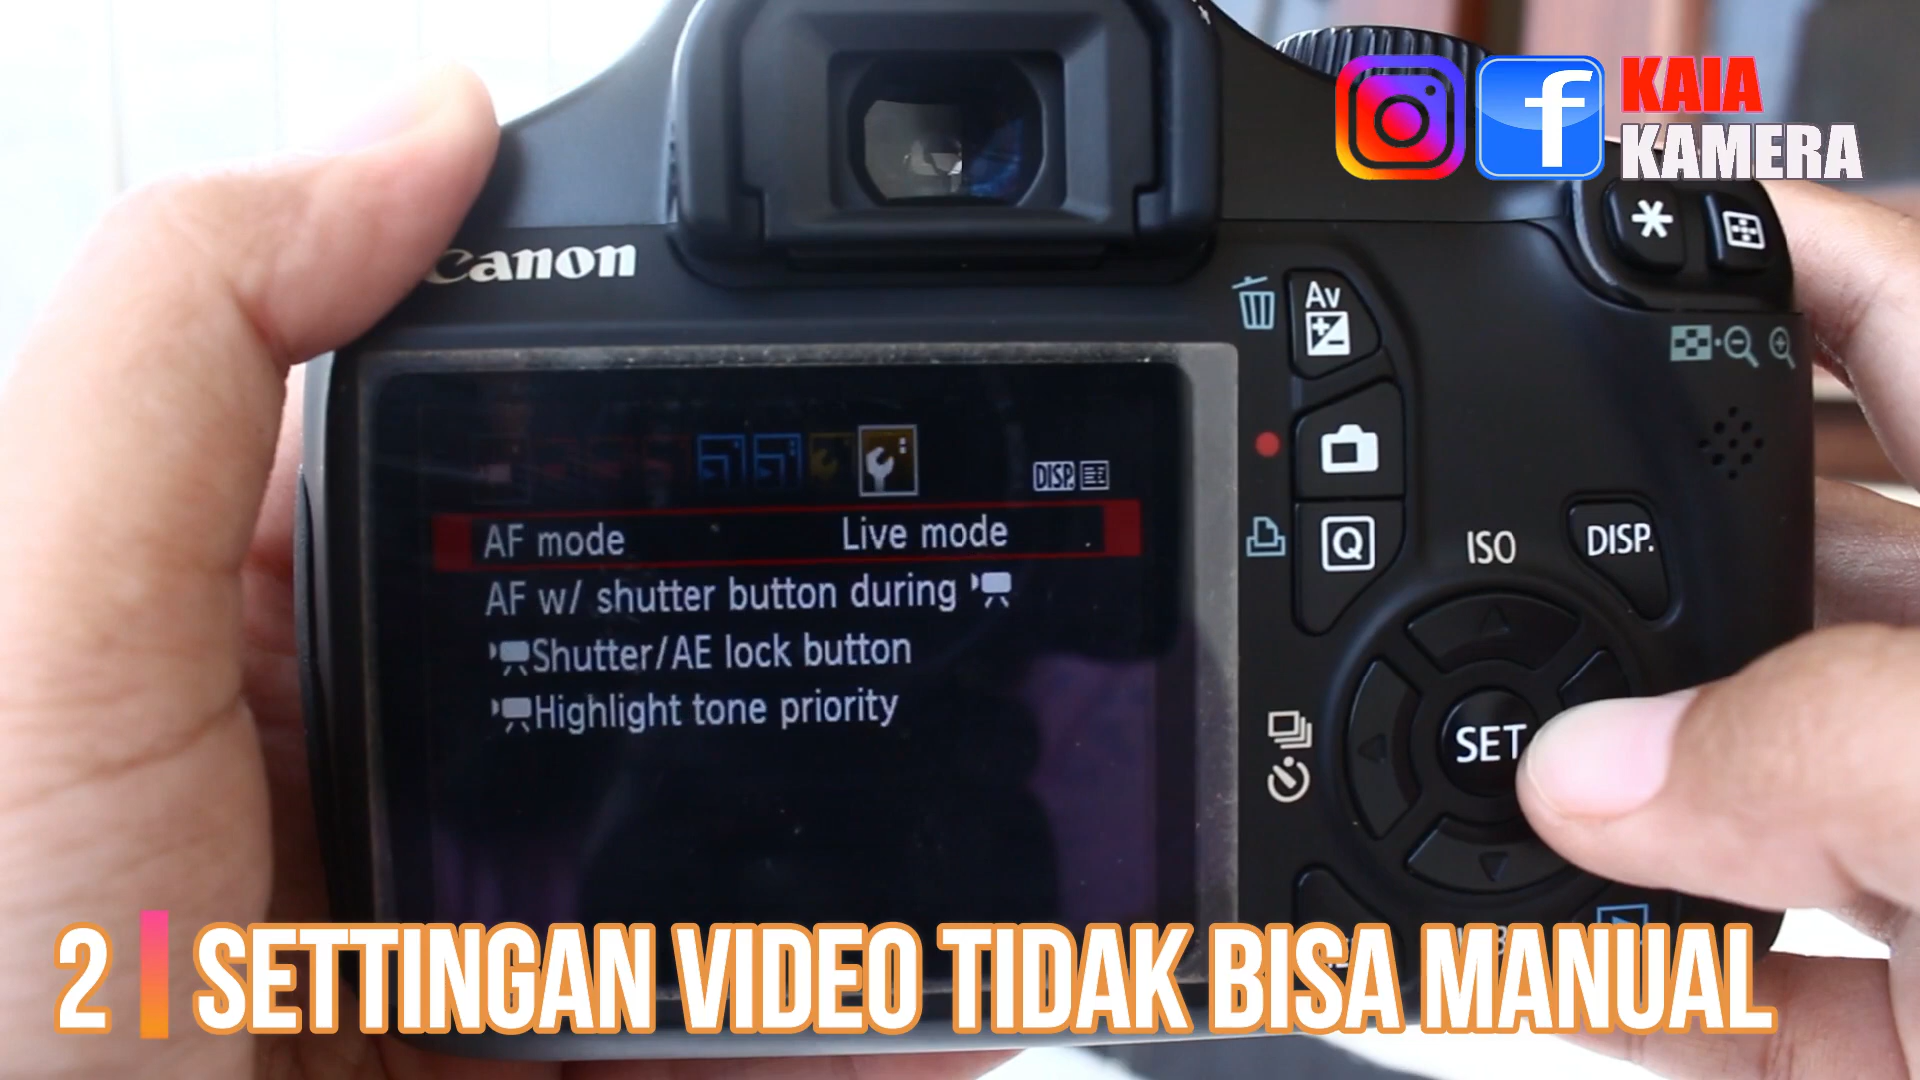 KAIA
KAMERA
Canon
Av
DISP.
AF mode Live mode
AF w/ shutter button during
Shutter/AE lock button
Highlight tone priority
Q
ISO
DISP.
SET
2 SETTINGAN VIDEO TIDAK BISA MANUAL